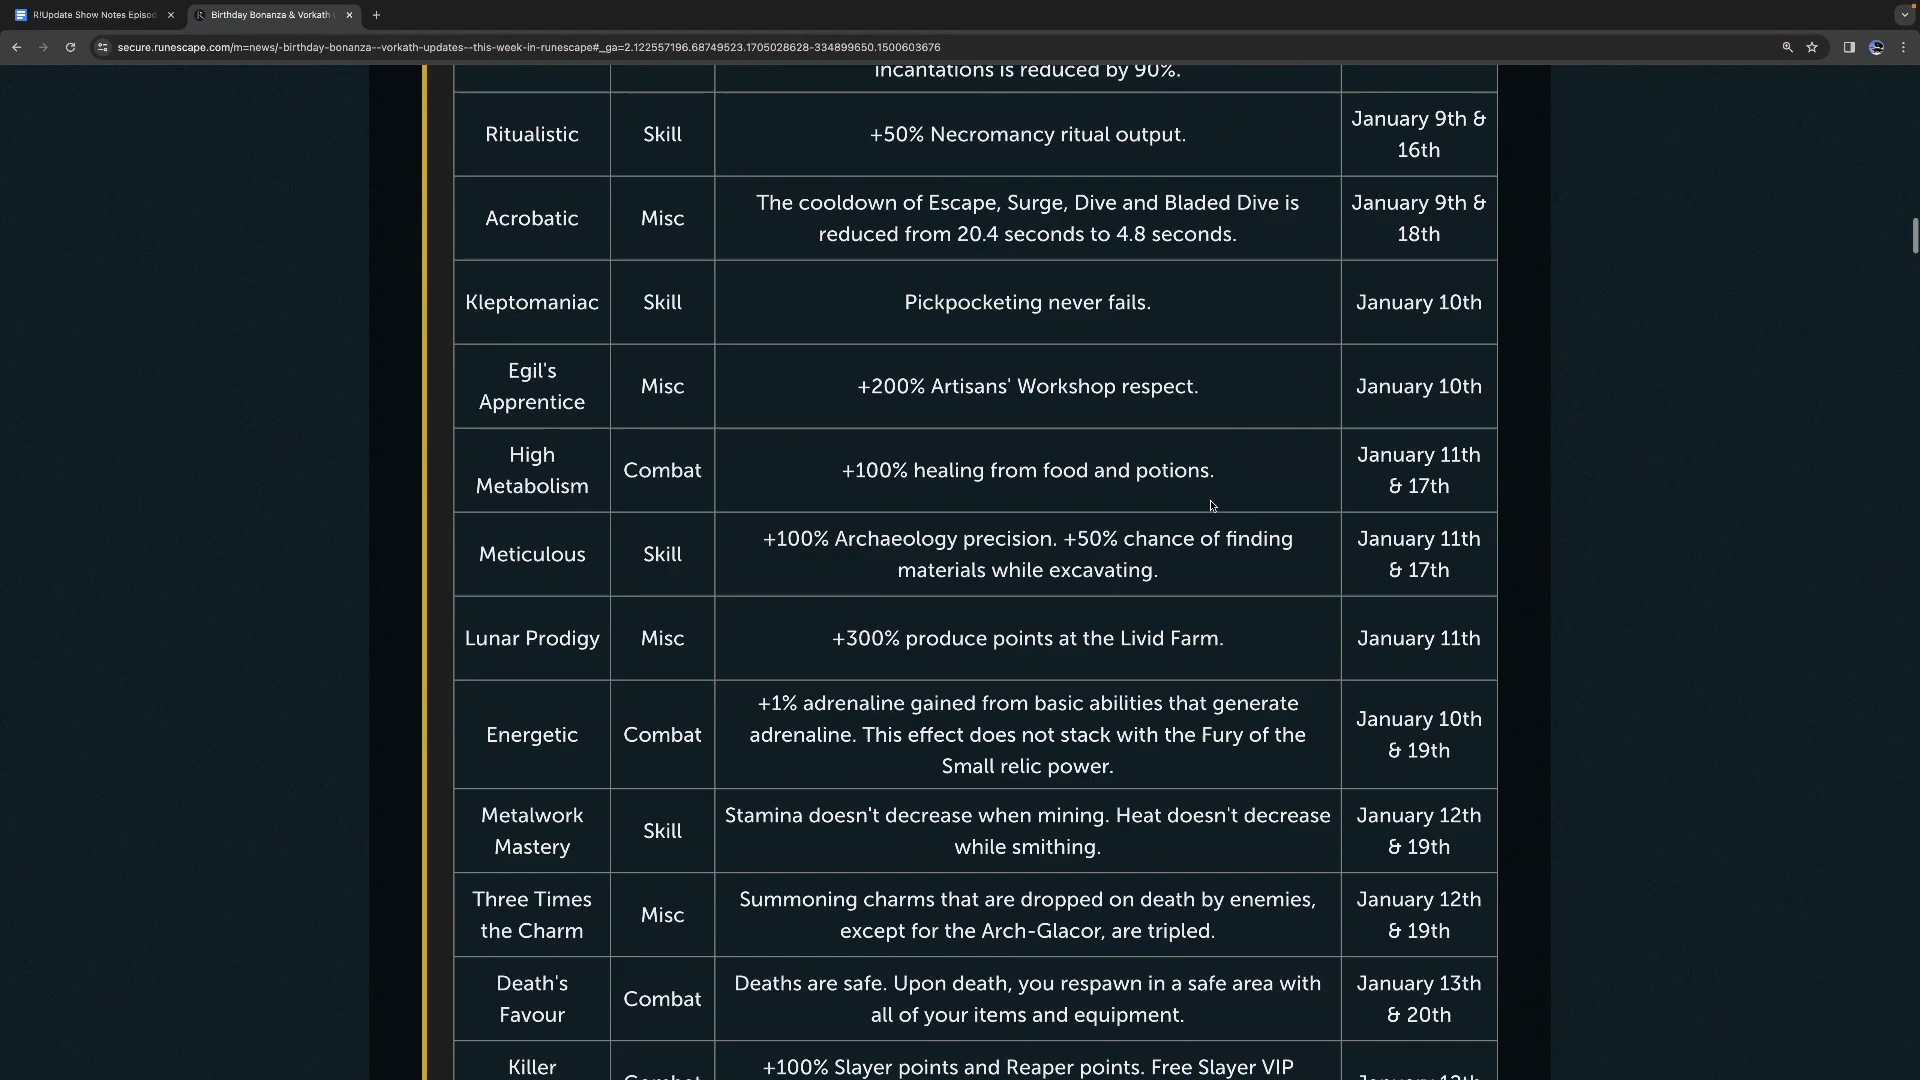 R!Update Show Notes Episod
Birthday Bonanza & Vorkath
secure.runescape.com/m=news/-birthday-bonanza--vorkath-updates--this-week-in-runescape#_ga=2.122557196.68749523.1705028628-334899650.1500603676
incantations is reduced by 90%.
Ritualistic
Skill
+50% Necromancy ritual output.
January 9th &
16th
Acrobatic
Misc
The cooldown of Escape, Surge, Dive and Bladed Dive is
reduced from 20.4 seconds to 4.8 seconds.
January 9th &
18th
Kleptomaniac
Skill
Pickpocketing never fails.
January 10th
Egil's
Apprentice
Misc
+200% Artisans' Workshop respect.
January 10th
High
Metabolism
Combat
+100% healing from food and potions.
January 11th
& 17th
Meticulous
Skill
+100% Archaeology precision. +50% chance of finding
materials while excavating.
January 11th
& 17th
Lunar Prodigy
Misc
+300% produce points at the Livid Farm.
January 11th
Energetic
Combat
+1% adrenaline gained from basic abilities that generate
adrenaline. This effect does not stack with the Fury of the
Small relic power.
January 10th
& 19th
Metalwork
Mastery
Skill
Stamina doesn't decrease when mining. Heat doesn't decrease
while smithing.
January 12th
& 19th
Three Times
the Charm
Misc
Summoning charms that are dropped on death by enemies,
except for the Arch-Glacor, are tripled.
January 12th
& 19th
Death's
Favour
Combat
Deaths are safe. Upon death, you respawn in a safe area with
all of your items and equipment.
January 13th
& 20th
Killer
+100% Slayer points and Reaper points. Free Slayer VIP